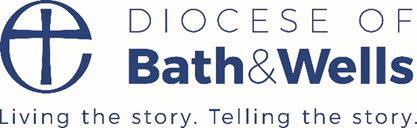 DIOCESE OF
Bath&Wells
Living the story. Telling the story.